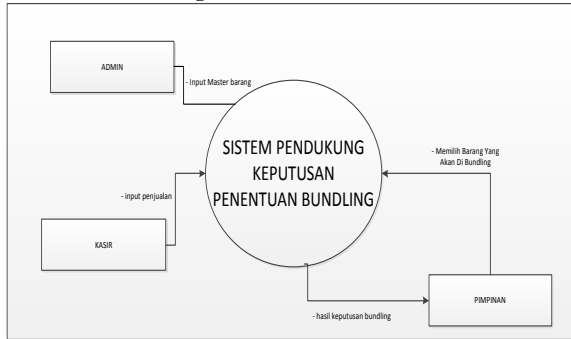 ADMIN
- Input Master barang
SISTEM PENDUKUNG
KEPUTUSAN
PENENTUAN BUNDLING
- Memilih Barang Yang
Akan Di Bundling
- input penjualan
KASIR
PIMPINAN
- hasil keputusan bundling